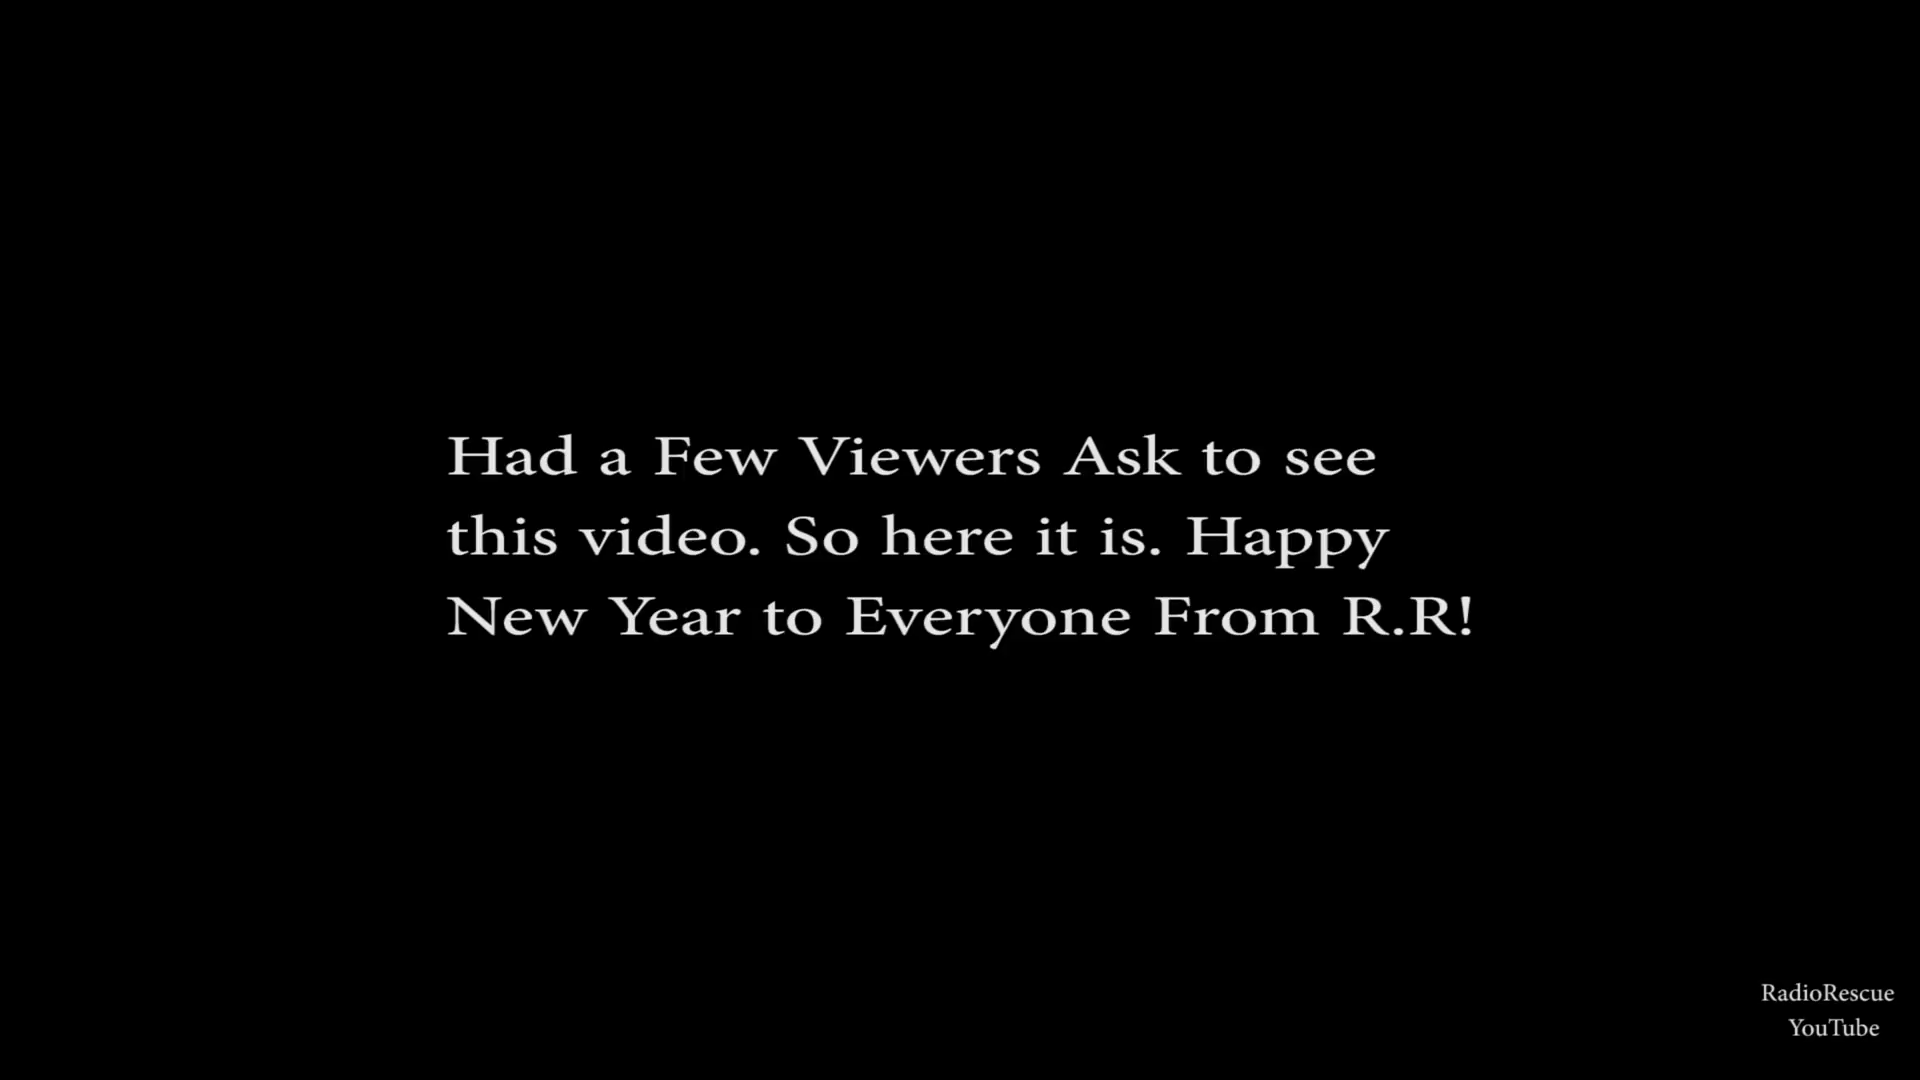 Had a Few Viewers Ask to see
this video. So here it is. Happy
New Year to Everyone From R.R!
RadioRescue
YouTube